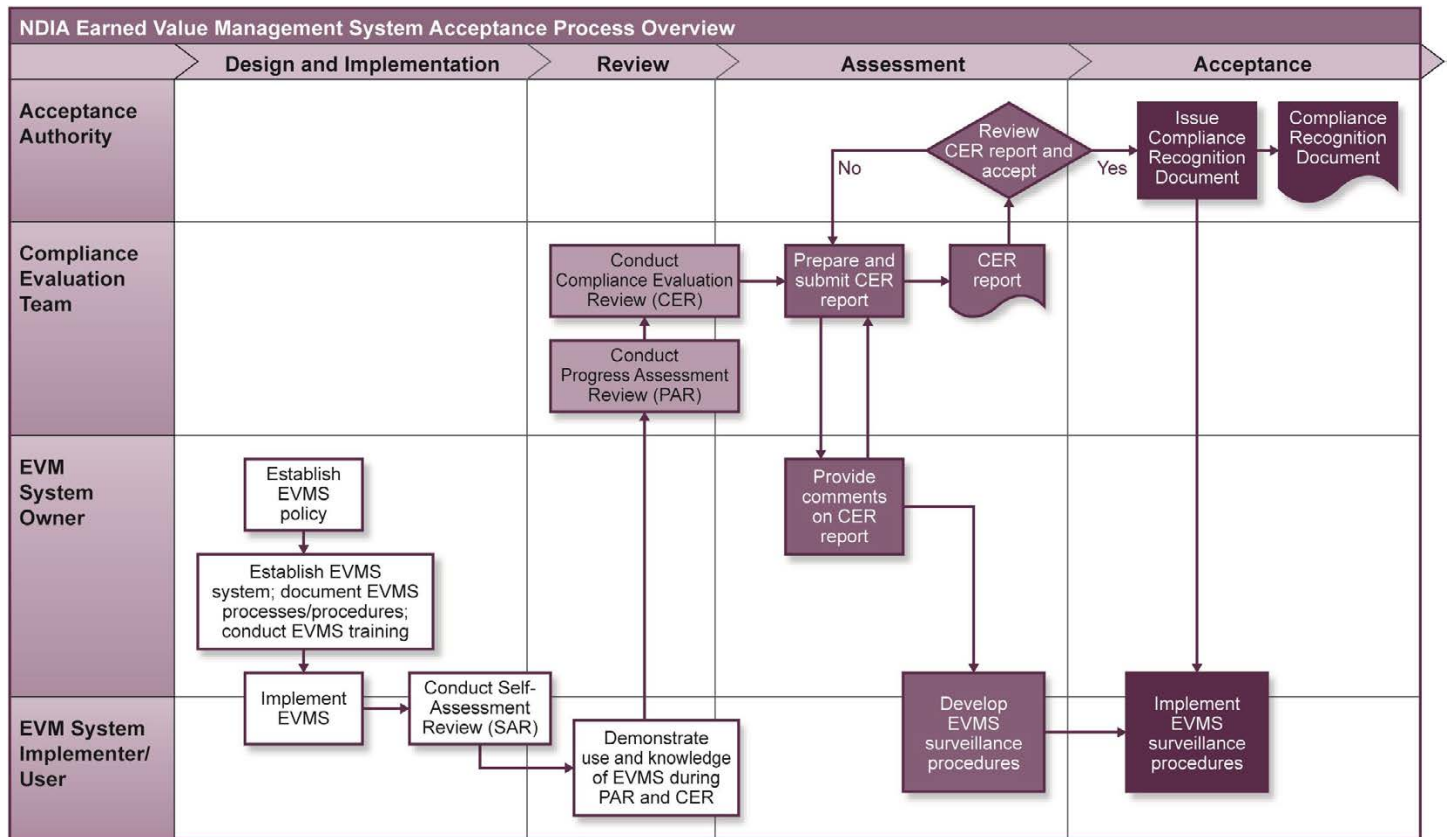 NDIA Earned Value Management System Acceptance Process Overview
Design and Implementation
Review
Assessment
Acceptance
Acceptance
Authority
Review
CER report and
accept
No
Yes
Issue
Compliance
Recognition
Document
Compliance
Recognition
Document
Compliance
Evaluation
Team
Conduct
Compliance Evaluation
Review (CER)
Prepare and
submit CER
report
CER
report
Conduct
Progress Assessment
Review (PAR)
EVM
System
Owner
Establish
EVMS
policy
Provide
comments
on CER
report
Establish EVMS
system; document EVMS
processes/procedures;
conduct EVMS training
Implement
EVMS
Conduct Self-
Assessment
Review (SAR)
EVM System
Implementer/
User
Demonstrate
use and knowledge
of EVMS during
PAR and CER
Develop
EVMS
surveillance
procedures
Implement
EVMS
surveillance
procedures